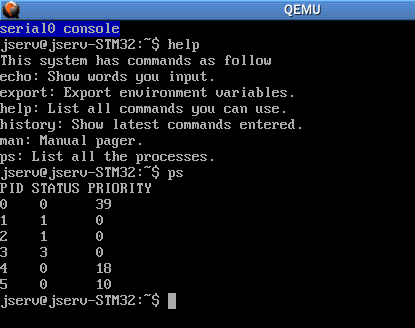 QEMU
serial0 console
jserv@jserv-STM32:~$ help
This system has commands as follow
echo: Show words you input.
export: Export environment variables.
help: List all commands you can use.
history: Show latest commands entered.
man: Manual pager.
ps: List all the processes.
jserv@jserv-STM32:~$ ps
PID STATUS PRIORITY
0 0 39
1 1 0
2 1 0
3 3 0
4 0 18
5 0 10
jserv@jserv-STM32:~$